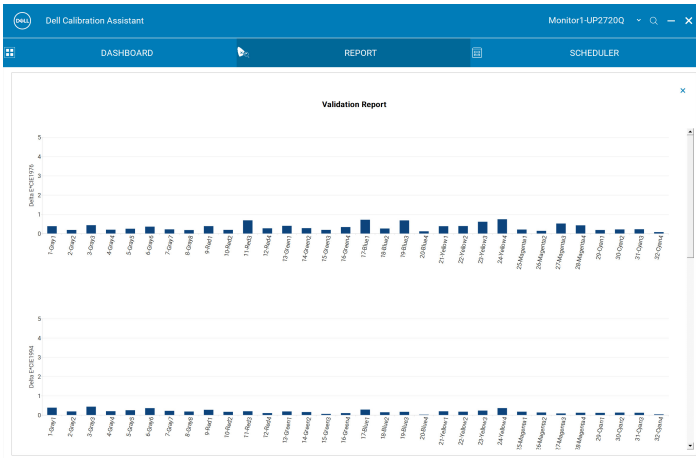 DELL Dell Calibration Assistant Monitor1-UP2720Q
DASHBOARD REPORT SCHEDULER
Validation Report
Delta E*CIE1976
5
4
3
2
1
0
1-Gray1 2-Gray2 3-Gray3 4-Gray4 5-Gray5 6-Gray6 7-Gray7 8-Gray8 9-Red1 10-Red2 11-Red3 12-Red4 13-Green1 14-Green2 15-Green3 16-Green4 17-Blue1 18-Blue2 19-Blue3 20-Blue4 21-Yellow1 22-Yellow2 23-Yellow3 24-Yellow4 25-Magenta1 26-Magenta2 27-Magenta3 28-Magenta4 29-Cyan1 30-Cyan2 31-Cyan3 32-Cyan4
Delta E*CIE1994
5
4
3
2
1
0
1-Gray1 2-Gray2 3-Gray3 4-Gray4 5-Gray5 6-Gray6 7-Gray7 8-Gray8 9-Red1 10-Red2 11-Red3 12-Red4 13-Green1 14-Green2 15-Green3 16-Green4 17-Blue1 18-Blue2 19-Blue3 20-Blue4 21-Yellow1 22-Yellow2 23-Yellow3 24-Yellow4 25-Magenta1 26-Magenta2 27-Magenta3 28-Magenta4 29-Cyan1 30-Cyan2 31-Cyan3 32-Cyan4